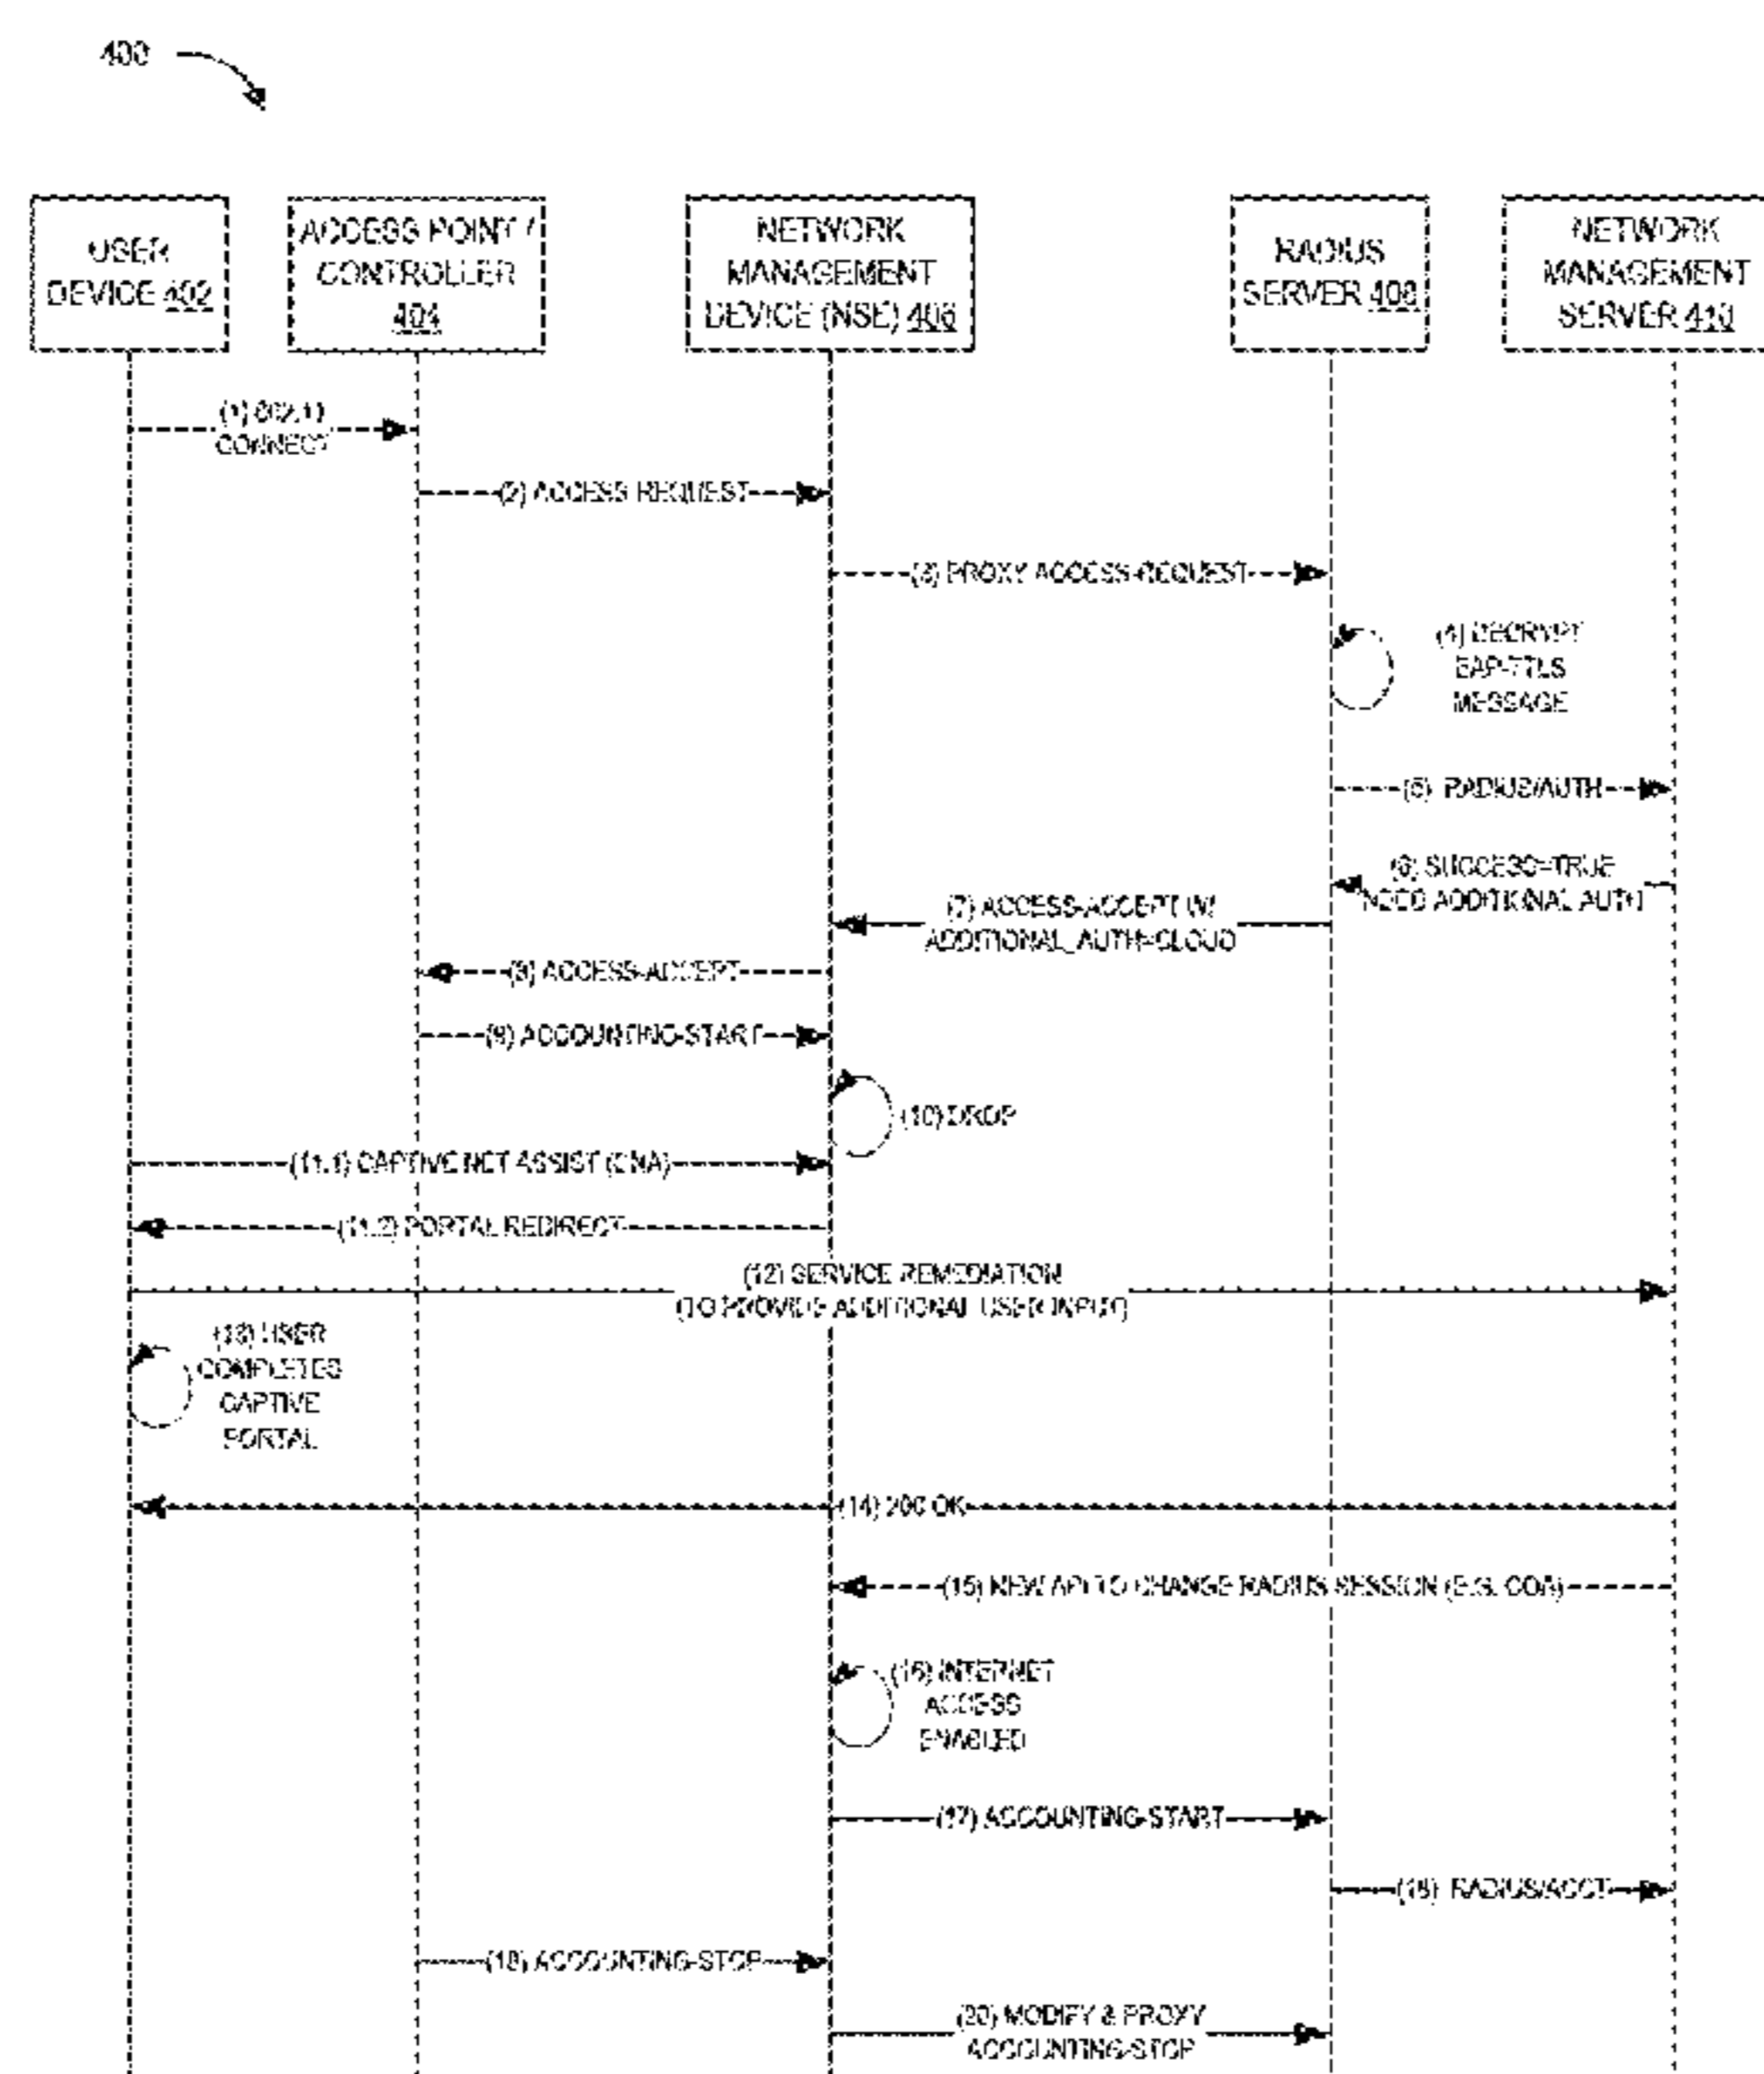 400
USER
DEVICE 402
ACCESS POINT /
CONTROLLER
404
NETWORK
MANAGEMENT
DEVICE (NSE) 406
RADIUS
SERVER 408
NETWORK
MANAGEMENT
SERVER 410
(1) 802.11
CONNECT
(2) ACCESS REQUEST
(3) PROXY ACCESS-REQUEST
(4) DECRYPT
EAP-TTLS
MESSAGE
(5) RADIUS/AUTH
(6) SUCCESS=TRUE
NEED ADDITIONAL AUTH
(7) ACCESS-ACCEPT W/
ADDITIONAL_AUTH=CLOUD
(8) ACCESS-ACCEPT
(9) ACCOUNTING-START
(10) DROP
(11.1) CAPTIVE NET ASSIST (CNA)
(11.2) PORTAL REDIRECT
(12) SERVICE REMEDIATION
(TO PROVIDE ADDITIONAL USER INPUT)
(13) USER
COMPLETES
CAPTIVE
PORTAL
(14) 200 OK
(15) NEW API TO CHANGE RADIUS SESSION (E.G. COA)
(16) INTERNET
ACCESS
ENABLED
(17) ACCOUNTING-START
(18) RADIUS/ACCT
ACCOUNTING-STOP
(20) MODIFY & PROXY
ACCOUNTING-STOP